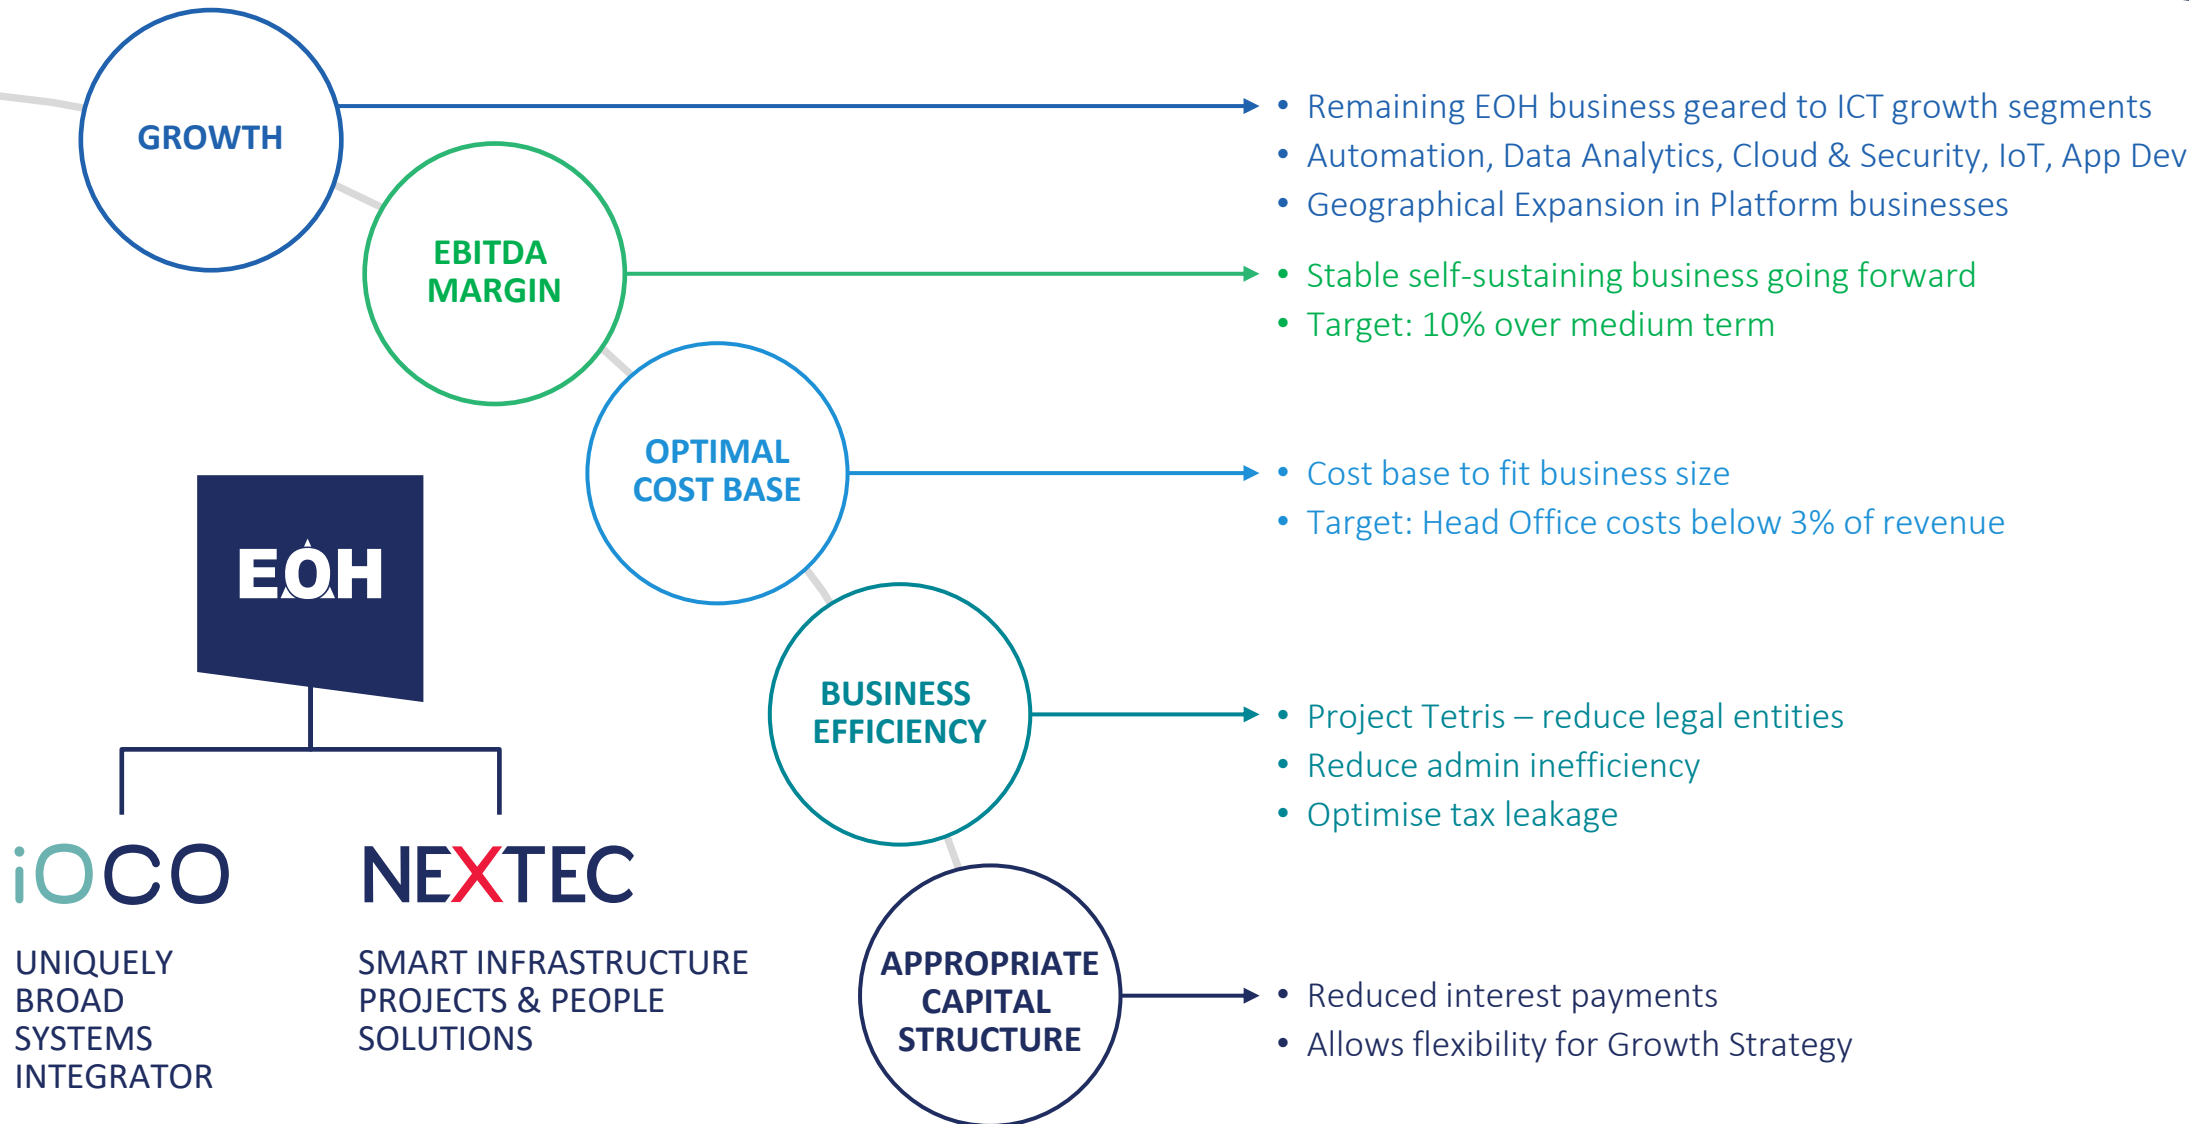 GROWTH
• Remaining EOH business geared to ICT growth segments
• Automation, Data Analytics, Cloud & Security, IoT, App Dev
• Geographical Expansion in Platform businesses
EBITDA
MARGIN
• Stable self-sustaining business going forward
• Target: 10% over medium term
OPTIMAL
COST BASE
• Cost base to fit business size
• Target: Head Office costs below 3% of revenue
BUSINESS
EFFICIENCY
• Project Tetris – reduce legal entities
• Reduce admin inefficiency
• Optimise tax leakage
APPROPRIATE
CAPITAL
STRUCTURE
• Reduced interest payments
• Allows flexibility for Growth Strategy
EOH
iOCO
UNIQUELY
BROAD
SYSTEMS
INTEGRATOR
NEXTEC
SMART INFRASTRUCTURE
PROJECTS & PEOPLE
SOLUTIONS